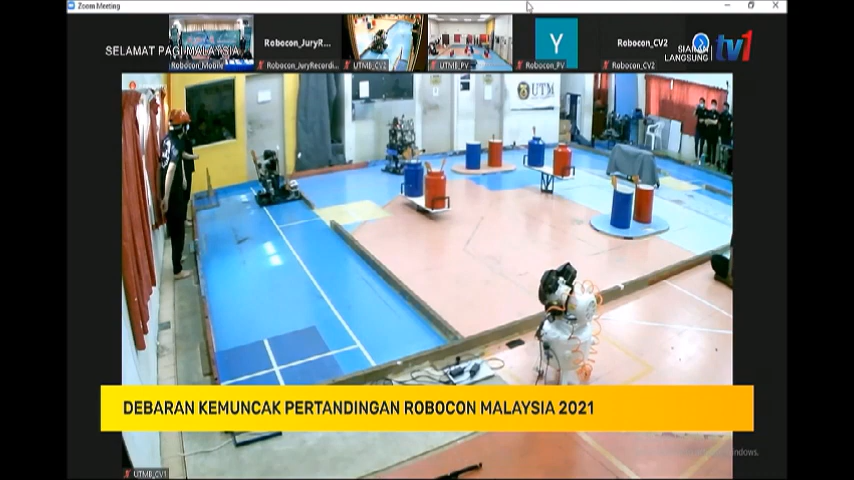 Zoom Meeting
SELAMAT PAGI MALAYSIA
Robocon_JuryR...
Y
Robocon_CV2
SIARAN
LANGSUNG
tv1
Robocon_Mobile
Robocon_JuryRecordi...
UTMB_CV2
UTMB_PV
Robocon_PV
Robocon_CV2
UTM
DEBARAN KEMUNCAK PERTANDINGAN ROBOCON MALAYSIA 2021
UTMB_CV1